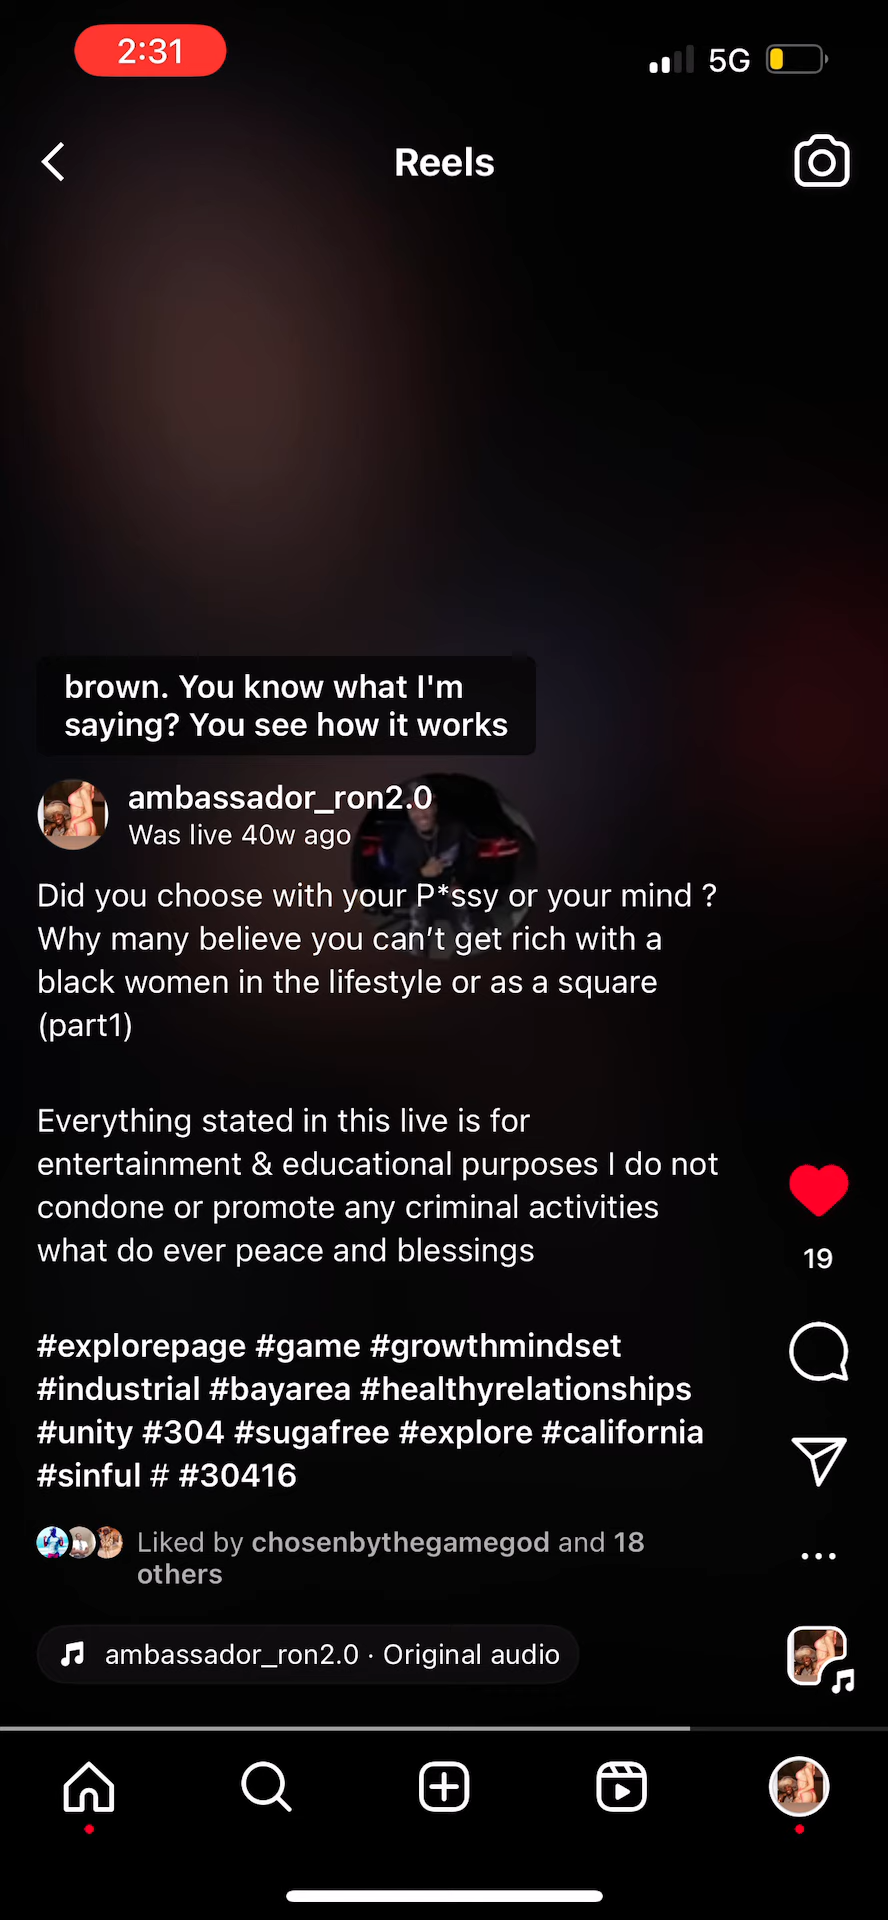 2:31
5G
Reels
brown. You know what I'm
saying? You see how it works
ambassador_ron2.0
Was live 40w ago
Did you choose with your P*ssy or your mind ?
Why many believe you can’t get rich with a
black women in the lifestyle or as a square
(part1)
Everything stated in this live is for
entertainment & educational purposes I do not
condone or promote any criminal activities
what do ever peace and blessings
#explorepage #game #growthmindset
#industrial #bayarea #healthyrelationships
#unity #304 #sugafree #explore #california
#sinful # #30416
19
Liked by chosenbythegamegod and 18
others
ambassador_ron2.0 · Original audio